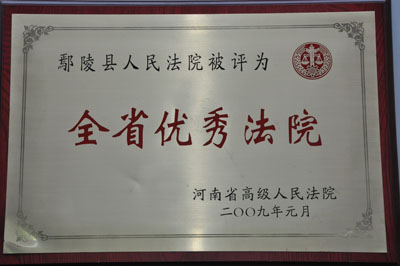 鄢陵县人民法院被评为
全省优秀法院
河南省高级人民法院
二〇〇九年元月